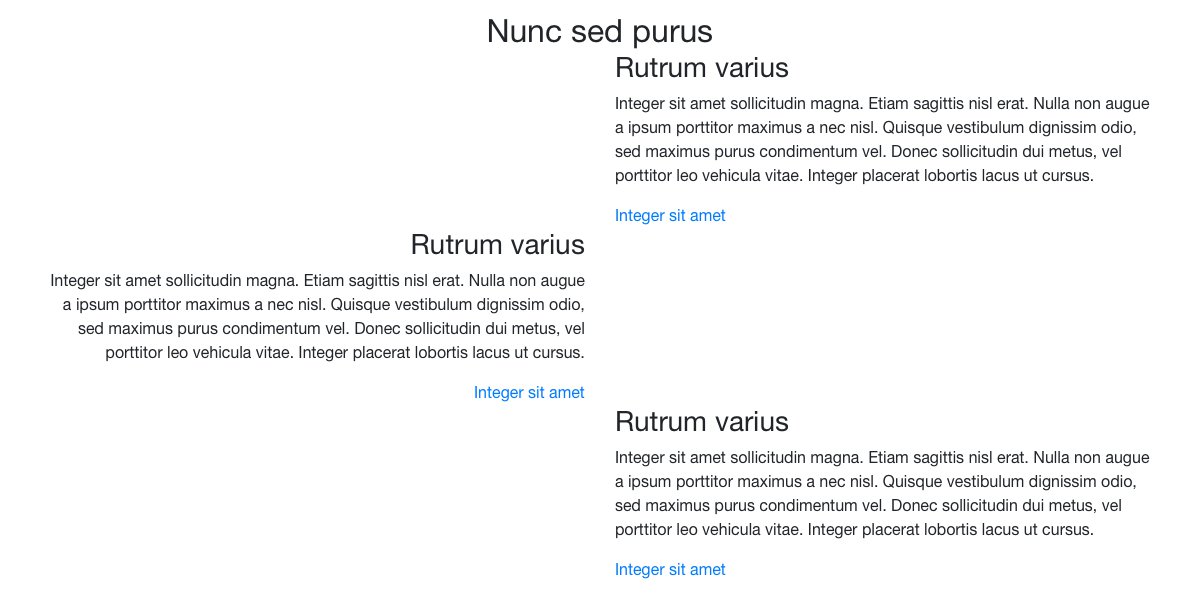 Nunc sed purus
Rutrum varius
Integer sit amet sollicitudin magna. Etiam sagittis nisl erat. Nulla non augue
a ipsum porttitor maximus a nec nisl. Quisque vestibulum dignissim odio,
sed maximus purus condimentum vel. Donec sollicitudin dui metus, vel
porttitor leo vehicula vitae. Integer placerat lobortis lacus ut cursus.
Integer sit amet
Rutrum varius
Integer sit amet sollicitudin magna. Etiam sagittis nisl erat. Nulla non augue
a ipsum porttitor maximus a nec nisl. Quisque vestibulum dignissim odio,
sed maximus purus condimentum vel. Donec sollicitudin dui metus, vel
porttitor leo vehicula vitae. Integer placerat lobortis lacus ut cursus.
Integer sit amet
Rutrum varius
Integer sit amet sollicitudin magna. Etiam sagittis nisl erat. Nulla non augue
a ipsum porttitor maximus a nec nisl. Quisque vestibulum dignissim odio,
sed maximus purus condimentum vel. Donec sollicitudin dui metus, vel
porttitor leo vehicula vitae. Integer placerat lobortis lacus ut cursus.
Integer sit amet